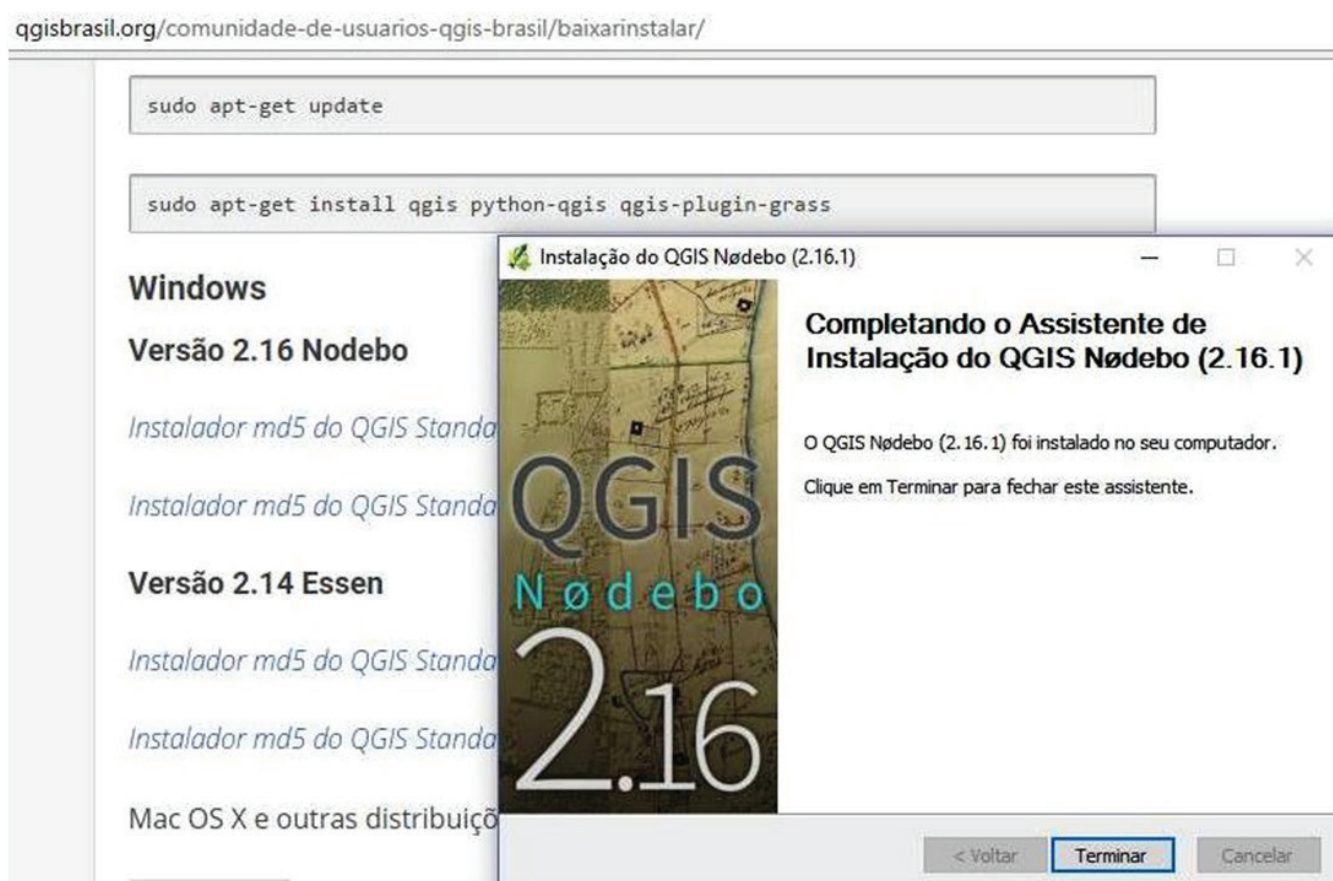 qgisbrasil.org/comunidade-de-usuarios-qgis-brasil/baixarinstalar/
sudo apt-get update
sudo apt-get install qgis python-qgis qgis-plugin-grass
Windows
Versão 2.16 Nodebo
Instalador md5 do QGIS Standa
Instalador md5 do QGIS Standa
Versão 2.14 Essen
Instalador md5 do QGIS Standa
Instalador md5 do QGIS Standa
Mac OS X e outras distribuiçõ
Instalação do QGIS Nødebo (2.16.1)
QGIS
Nødebo
2.16
Completando o Assistente de
Instalação do QGIS Nødebo (2.16.1)
O QGIS Nødebo (2.16.1) foi instalado no seu computador.
Clique em Terminar para fechar este assistente.
< Voltar
Terminar
Cancelar